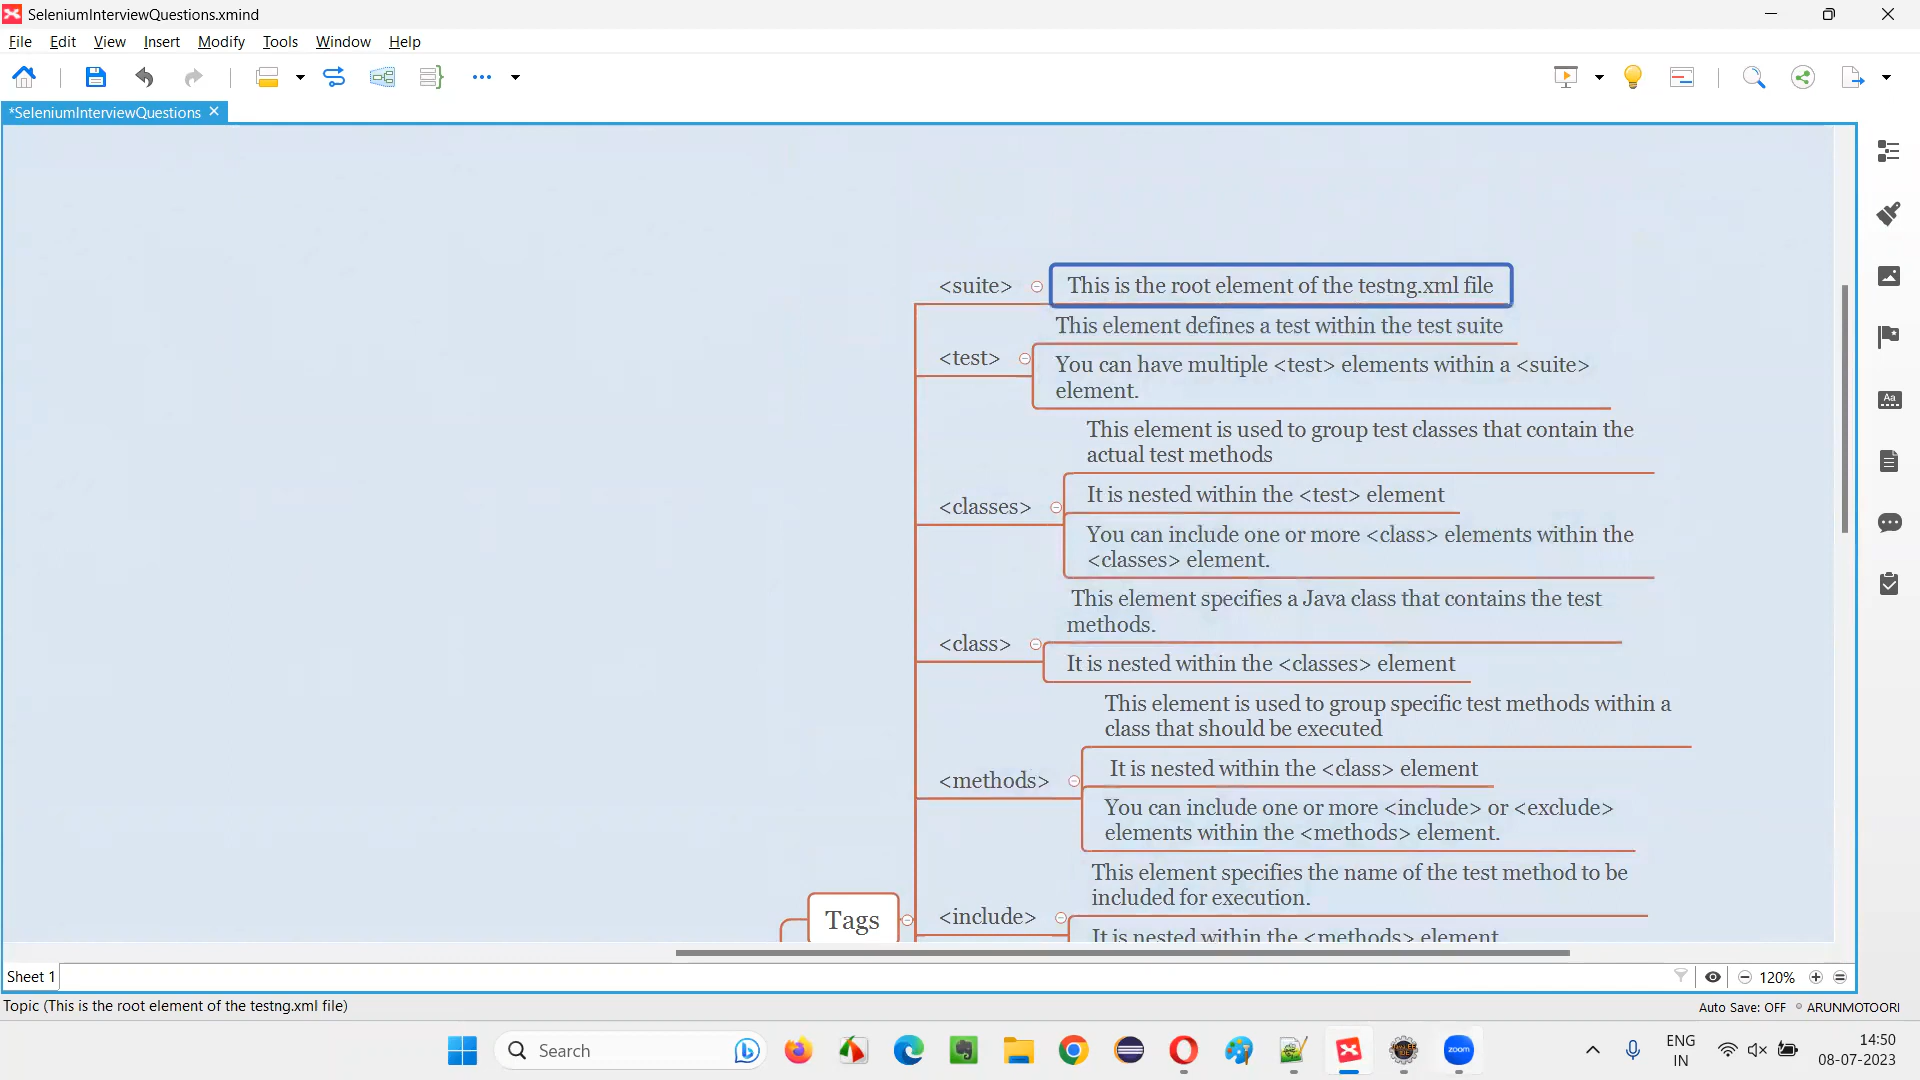 SeleniumInterviewQuestions.xmind
File Edit View Insert Modify Tools Window Help
*SeleniumInterviewQuestions
<suite>
This is the root element of the testng.xml file
<test>
This element defines a test within the test suite
You can have multiple <test> elements within a <suite>
element.
<classes>
This element is used to group test classes that contain the
actual test methods
It is nested within the <test> element
You can include one or more <class> elements within the
<classes> element.
<class>
This element specifies a Java class that contains the test
methods.
It is nested within the <classes> element
<methods>
This element is used to group specific test methods within a
class that should be executed
It is nested within the <class> element
You can include one or more <include> or <exclude>
elements within the <methods> element.
Tags
<include>
This element specifies the name of the test method to be
included for execution.
It is nested within the <methods> element
Aa
Sheet 1
120%
Topic (This is the root element of the testng.xml file)
Auto Save: OFF
ARUNMOTOORI
Search
zoom
ENG
IN
14:50
08-07-2023